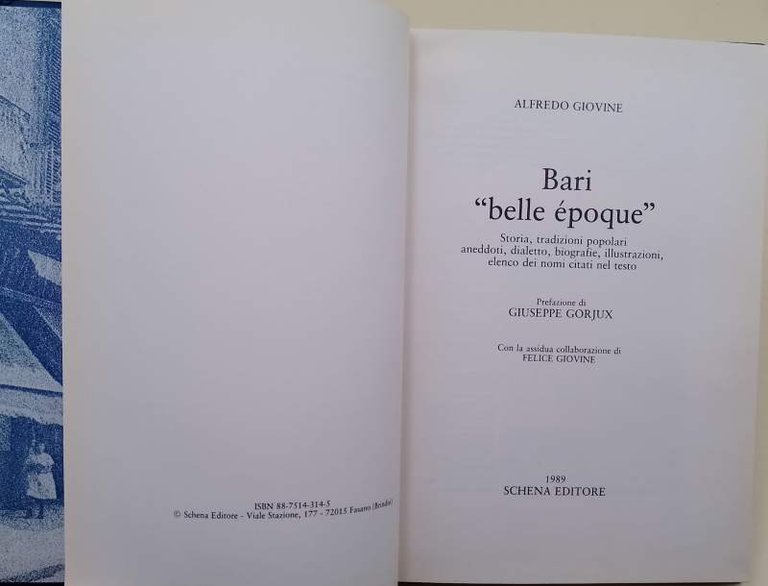 ISBN 88-7514-314-5
© Schena Editore - Viale Stazione, 177 - 72015 Fasano (Brindisi)
ALFREDO GIOVINE
Bari
“belle époque”
Storia, tradizioni popolari
aneddoti, dialetto, biografie, illustrazioni,
elenco dei nomi citati nel testo
Prefazione di
GIUSEPPE GORJUX
Con la assidua collaborazione di
FELICE GIOVINE
1989
SCHENA EDITORE